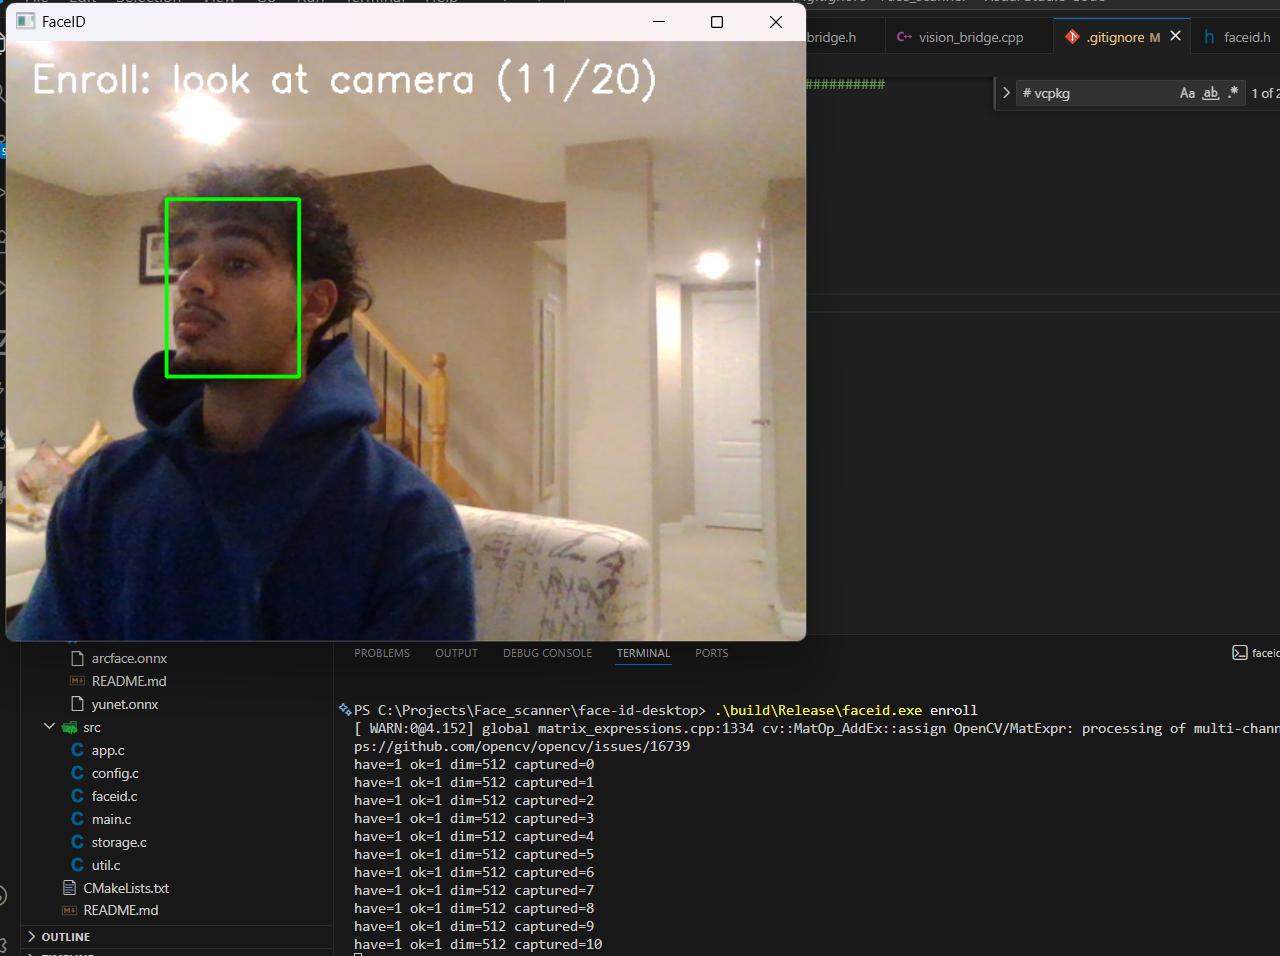 FaceID
Enroll: look at camera (11/20)
bridge.h
vision_bridge.cpp
.gitignore M
faceid.h
##########
# vcpkg
Aa ab .*
1 of 2
arcface.onnx
README.md
yunet.onnx
src
C app.c
C config.c
C faceid.c
C main.c
C storage.c
C util.c
CMakeLists.txt
README.md
OUTLINE
PROBLEMS OUTPUT DEBUG CONSOLE TERMINAL PORTS
faceid
PS C:\Projects\Face_scanner\face-id-desktop> .\build\Release\faceid.exe enroll
[ WARN:0@4.152] global matrix_expressions.cpp:1334 cv::MatOp_AddEx::assign OpenCV/MatExpr: processing of multi-chann
ps://github.com/opencv/opencv/issues/16739
have=1 ok=1 dim=512 captured=0
have=1 ok=1 dim=512 captured=1
have=1 ok=1 dim=512 captured=2
have=1 ok=1 dim=512 captured=3
have=1 ok=1 dim=512 captured=4
have=1 ok=1 dim=512 captured=5
have=1 ok=1 dim=512 captured=6
have=1 ok=1 dim=512 captured=7
have=1 ok=1 dim=512 captured=8
have=1 ok=1 dim=512 captured=9
have=1 ok=1 dim=512 captured=10